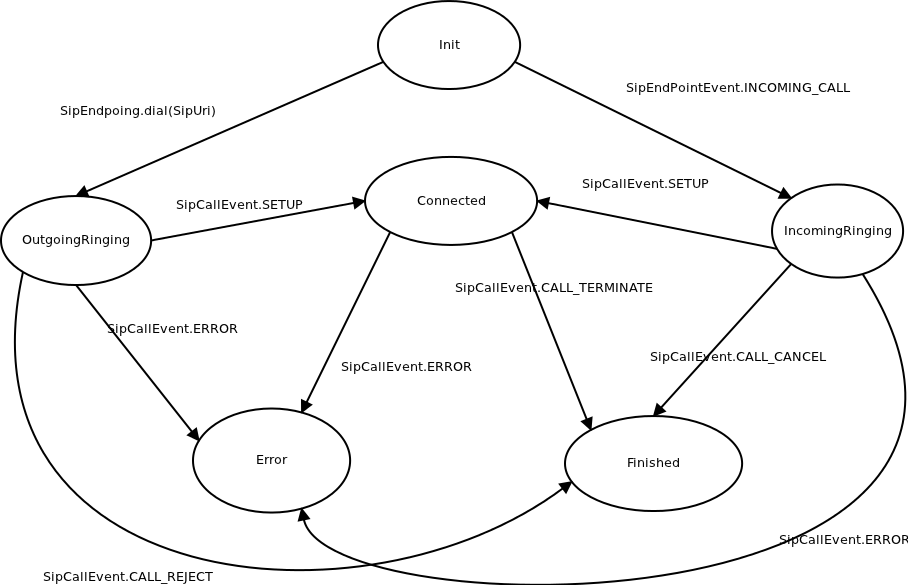 Init
SipEndPointEvent.INCOMING_CALL
SipEndpoing.dial(SipUri)
SipCallEvent.SETUP
Connected
SipCallEvent.SETUP
IncomingRinging
OutgoingRinging
SipCallEvent.CALL_TERMINATE
SipCallEvent.ERROR
SipCallEvent.CALL_CANCEL
SipCallEvent.ERROR
Error
Finished
SipCallEvent.ERROR
SipCallEvent.CALL_REJECT